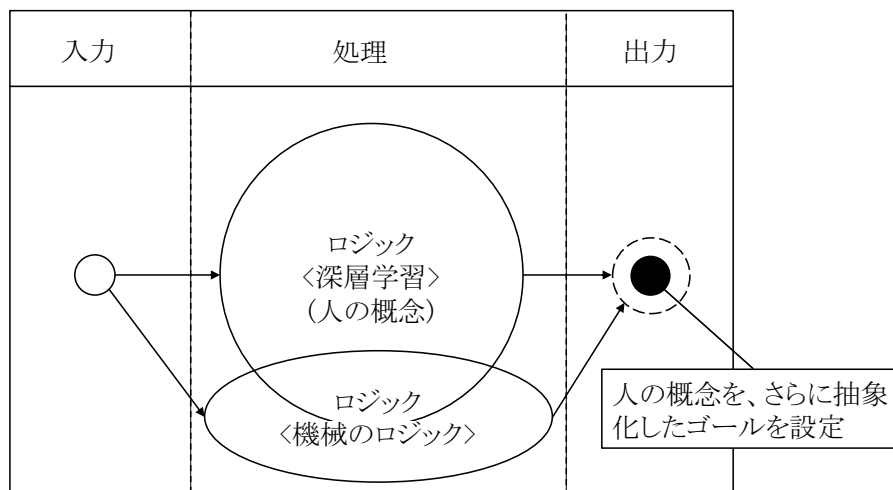 入力
処理
出力
ロジック
<深層学習>
(人の概念)
ロジック
<機械のロジック>
人の概念を、さらに抽象
化したゴールを設定